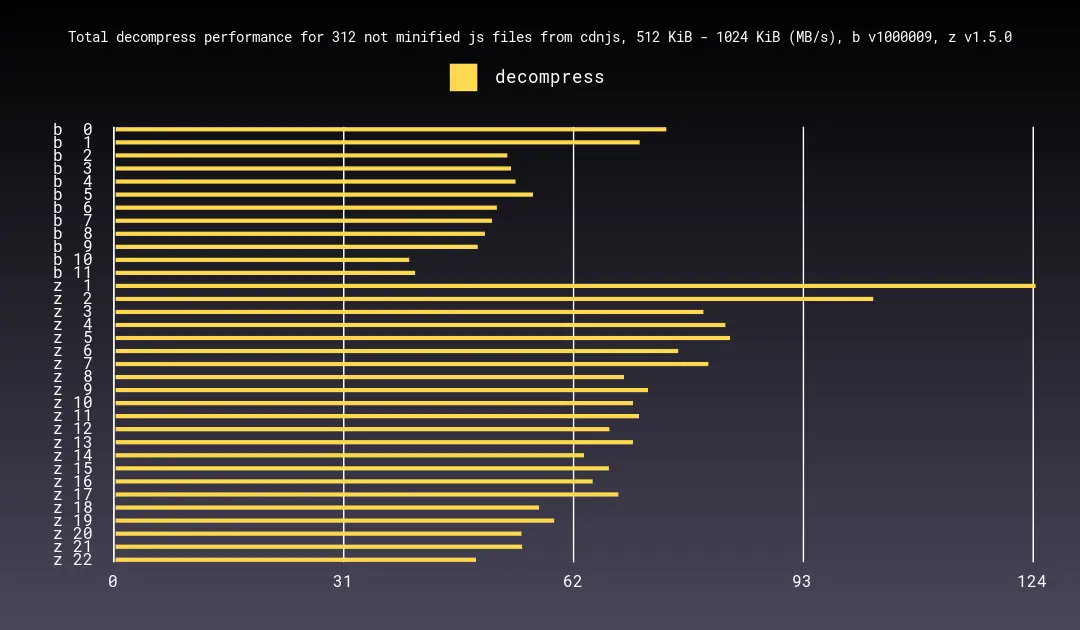 Total decompress performance for 312 not minified js files from cdnjs, 512 KiB - 1024 KiB (MB/s), b v1000009, z v1.5.0
decompress
b 0
b 1
b 2
b 3
b 4
b 5
b 6
b 7
b 8
b 9
b 10
b 11
z 1
z 2
z 3
z 4
z 5
z 6
z 7
z 8
z 9
z 10
z 11
z 12
z 13
z 14
z 15
z 16
z 17
z 18
z 19
z 20
z 21
z 22
0 31 62 93 124